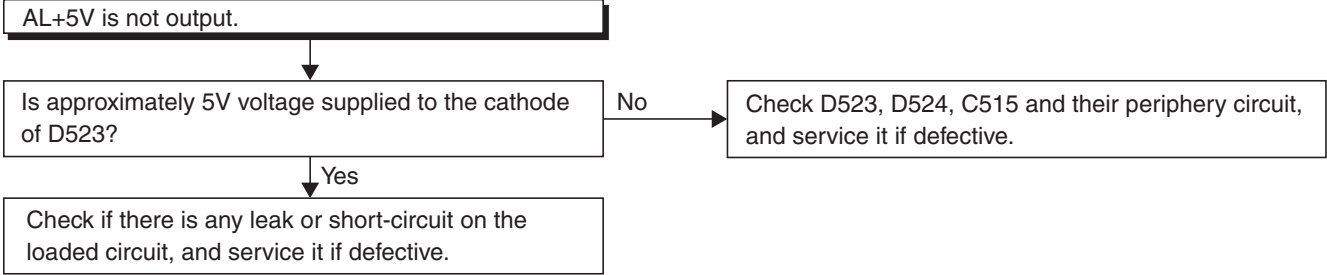 AL+5V is not output.
Is approximately 5V voltage supplied to the cathode
of D523?
No
Check D523, D524, C515 and their periphery circuit,
and service it if defective.
Yes
Check if there is any leak or short-circuit on the
loaded circuit, and service it if defective.